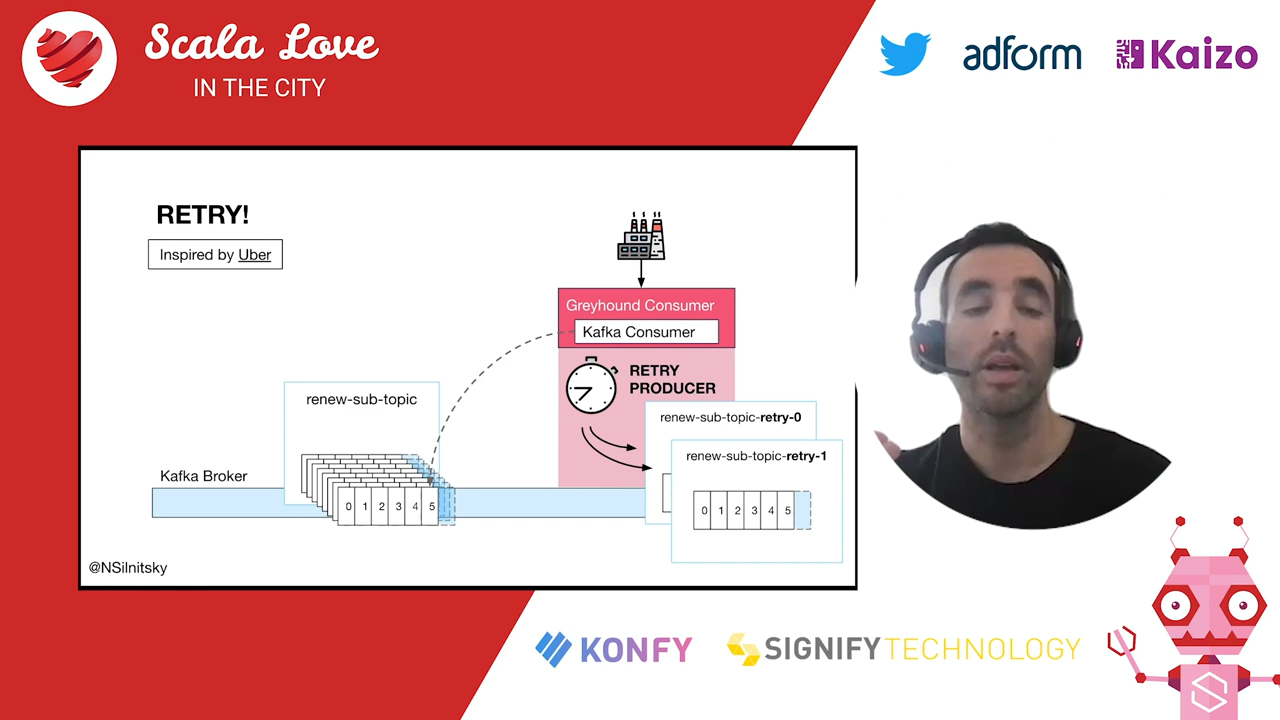 Scala Love
IN THE CITY
adform
Kaizo
RETRY!
Inspired by Uber
Greyhound Consumer
Kafka Consumer
RETRY
PRODUCER
renew-sub-topic
renew-sub-topic-retry-0
renew-sub-topic-retry-1
Kafka Broker
0 1 2 3 4 5
0 1 2 3 4 5
@NSilnitsky
KONFY
SIGNIFY TECHNOLOGY